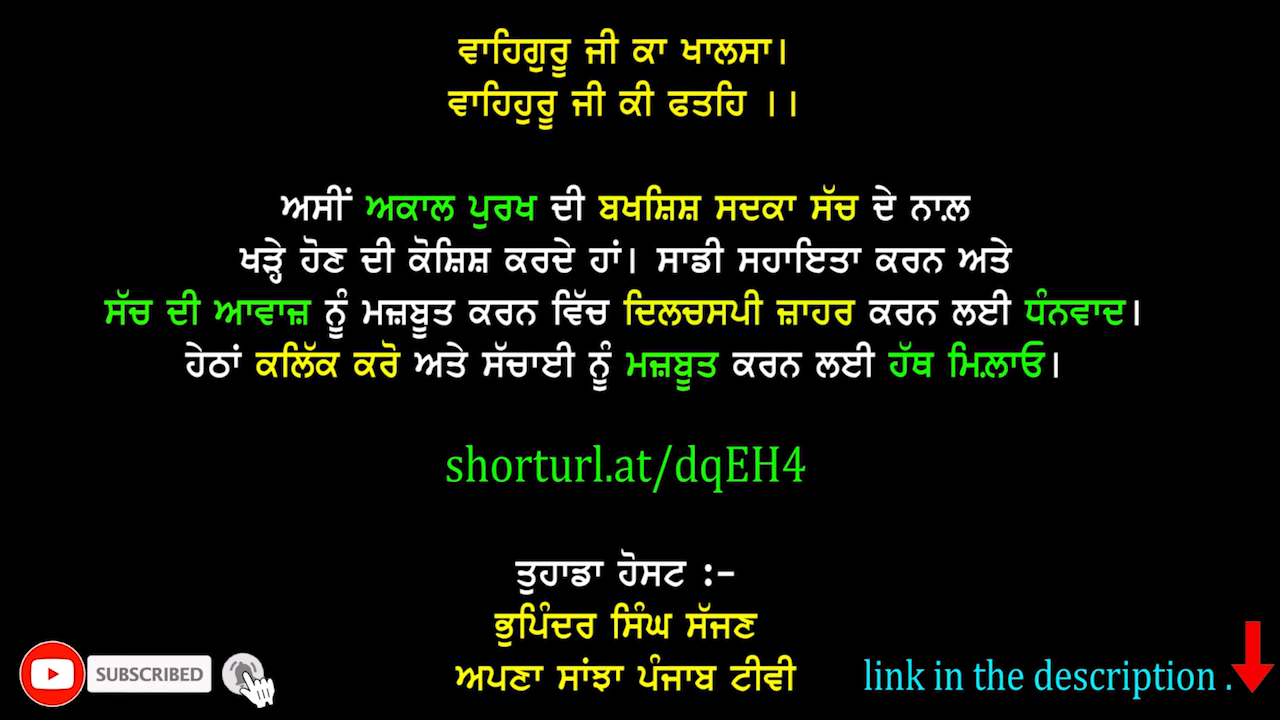 ਵਾਹਿਗੁਰੂ ਜੀ ਕਾ ਖਾਲਸਾ।
ਵਾਹਿਹੁਰੂ ਜੀ ਕੀ ਫਤਹਿ ।।
ਅਸੀਂ ਅਕਾਲ ਪੁਰਖ ਦੀ ਬਖਸ਼ਿਸ਼ ਸਦਕਾ ਸੱਚ ਦੇ ਨਾਲ਼
ਖੜ੍ਹੇ ਹੋਣ ਦੀ ਕੋਸ਼ਿਸ਼ ਕਰਦੇ ਹਾਂ। ਸਾਡੀ ਸਹਾਇਤਾ ਕਰਨ ਅਤੇ
ਸੱਚ ਦੀ ਆਵਾਜ਼ ਨੂੰ ਮਜ਼ਬੂਤ ਕਰਨ ਵਿੱਚ ਦਿਲਚਸਪੀ ਜ਼ਾਹਰ ਕਰਨ ਲਈ ਧੰਨਵਾਦ।
ਹੇਠਾਂ ਕਲਿੱਕ ਕਰੋ ਅਤੇ ਸੱਚਾਈ ਨੂੰ ਮਜ਼ਬੂਤ ਕਰਨ ਲਈ ਹੱਥ ਮਿਲਾਓ।
shorturl.at/dqEH4
ਤੁਹਾਡਾ ਹੋਸਟ :-
ਭੁਪਿੰਦਰ ਸਿੰਘ ਸੱਜਣ
ਅਪਣਾ ਸਾਂਝਾ ਪੰਜਾਬ ਟੀਵੀ
SUBSCRIBED
link in the description .